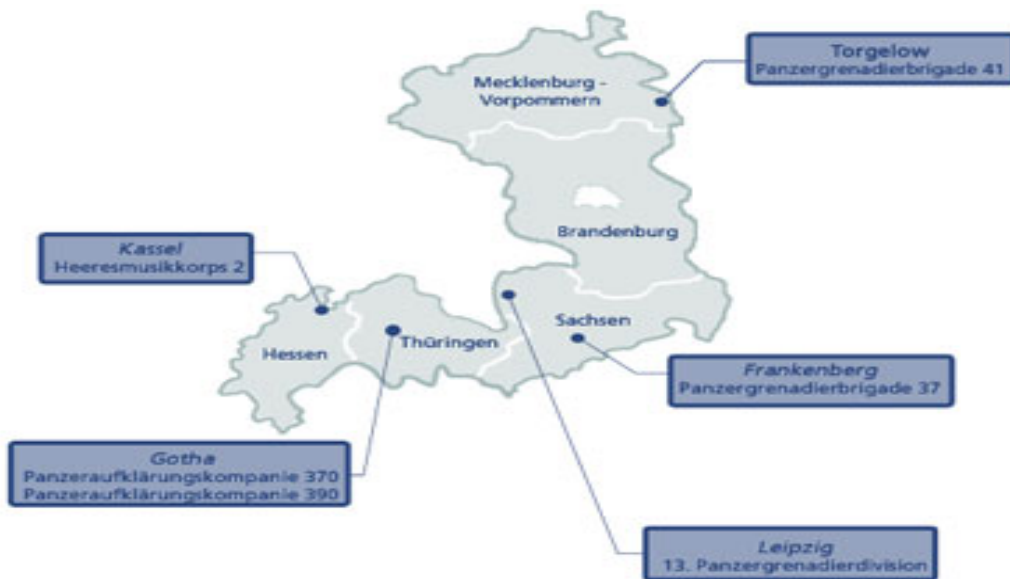 Torgelow
Panzergrenadierbrigade 41
Mecklenburg -
Vorpommern
Brandenburg
Kassel
Heeresmusikkorps 2
Sachsen
Thüringen
Hessen
Frankenberg
Panzergrenadierbrigade 37
Gotha
Panzeraufklärungskompanie 370
Panzeraufklärungskompanie 390
Leipzig
13. Panzergrenadierdivision